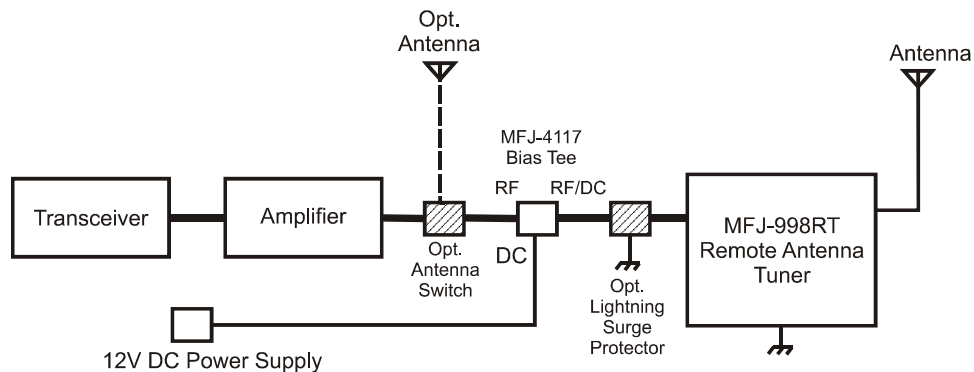 Opt.
Antenna
Antenna
MFJ-4117
Bias Tee
RF
RF/DC
Transceiver
Amplifier
MFJ-998RT
Remote Antenna
Tuner
Opt.
Antenna
Switch
DC
Opt.
Lightning
Surge
Protector
12V DC Power Supply